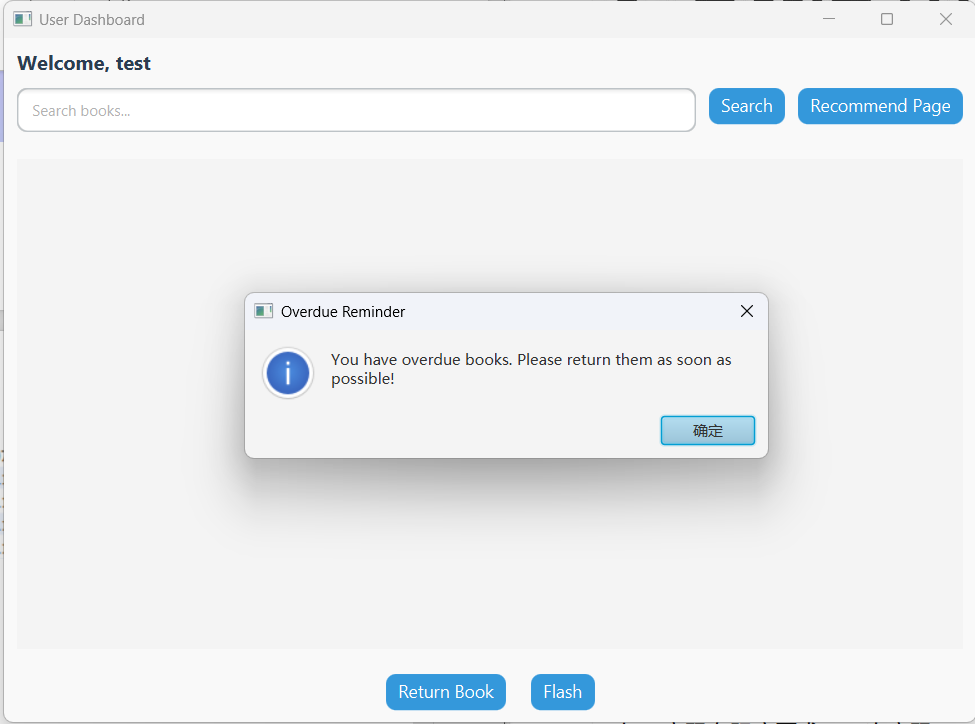 User Dashboard
Welcome, test
Search books...
Search
Recommend Page
Overdue Reminder
You have overdue books. Please return them as soon as
possible!
确定
Return Book
Flash